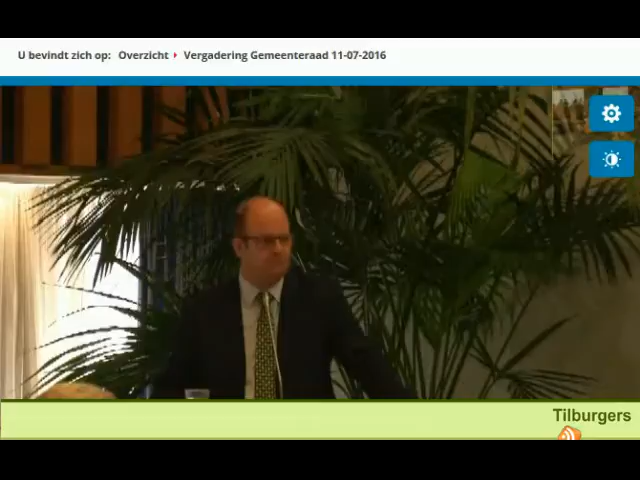 U bevindt zich op: Overzicht Vergadering Gemeenteraad 11-07-2016
Tilburgers